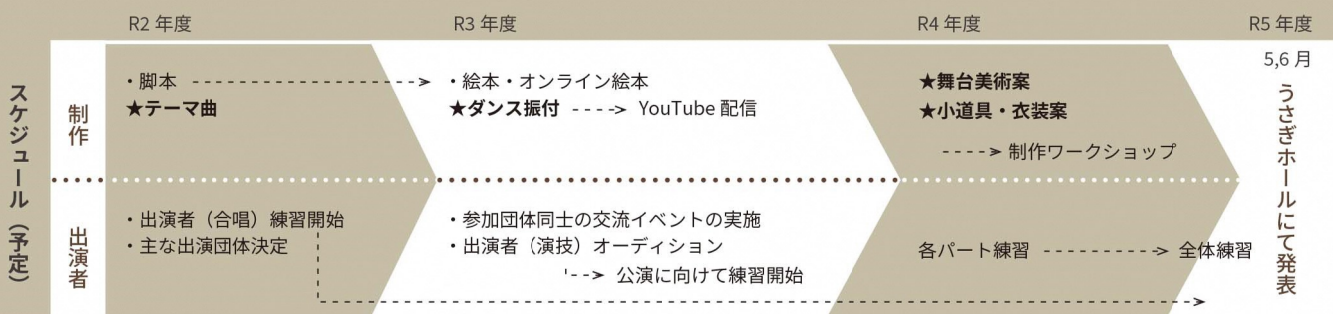 R2 年度
R3 年度
R4 年度
R5 年度
スケジュール（予定）
制作
・脚本
★テーマ曲
・絵本・オンライン絵本
★ダンス振付
YouTube 配信
★舞台美術案
★小道具・衣装案
制作ワークショップ
出演者
・出演者（合唱）練習開始
・主な出演団体決定
・参加団体同士の交流イベントの実施
・出演者（演技）オーディション
公演に向けて練習開始
各パート練習
全体練習
5,6 月
うさぎホールにて発表